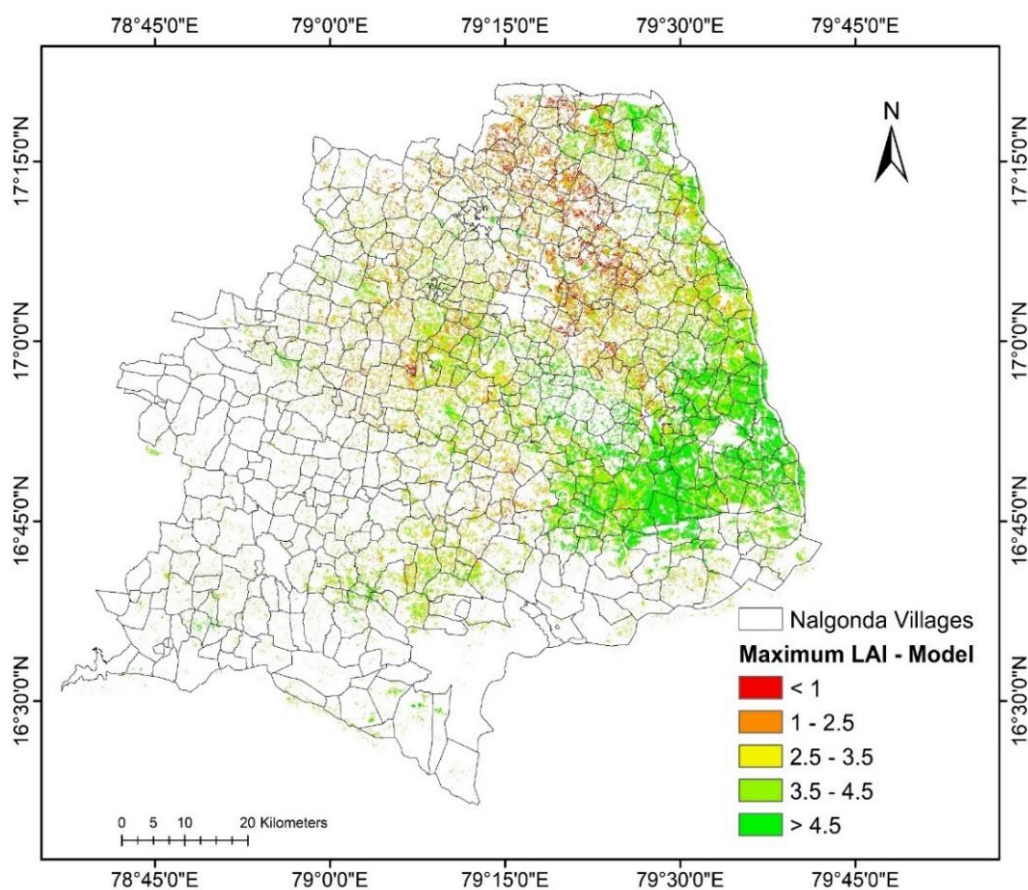 78°45'0"E 79°0'0"E 79°15'0"E 79°30'0"E 79°45'0"E
N
17°15'0"N 17°15'0"N
17°0'0"N 17°0'0"N
16°45'0"N 16°45'0"N
16°30'0"N 16°30'0"N
Nalgonda Villages
Maximum LAI - Model
< 1
1 - 2.5
2.5 - 3.5
3.5 - 4.5
> 4.5
0 5 10 20 Kilometers
78°45'0"E 79°0'0"E 79°15'0"E 79°30'0"E 79°45'0"E